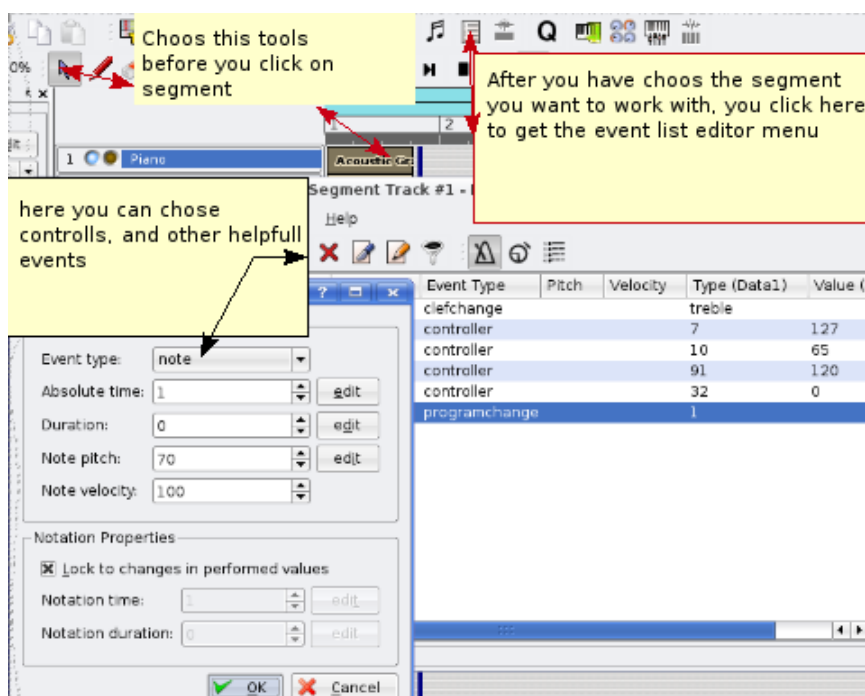 Choos this tools
before you click on
segment
Q
0%
After you have choos the segment
you want to work with, you click here
to get the event list editor menu
2
1 Piano
Acoustic Gr
Segment Track #1 -
here you can chose
controlls, and other helpfull
events
Help
Event Type Pitch Velocity Type (Data1) Value (
clefchange treble
controller 7 127
controller 10 65
controller 91 120
controller 32 0
programchange 1
Event type: note
Absolute time: 1 edit
Duration: 0 edit
Note pitch: 70 edit
Note velocity: 100
Notation Properties
Lock to changes in performed values
Notation time: 1 edit
Notation duration: 0 edit
OK Cancel